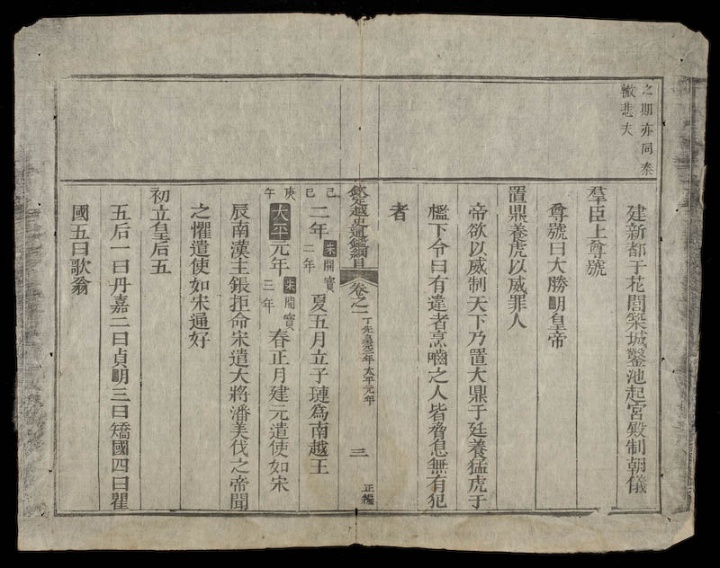 之期亦同秦
轍悲夫
建新都于花閭築城鑿池起宮殿制朝儀
羣臣上尊號
尊號曰大勝明皇帝
置鼎養虎以威罪人
帝欲以威制天下乃置大鼎于廷養猛虎于
檻下令曰有違者烹嚙之人皆脅息無有犯
者
欽定越史通鑑綱目 卷之一 丁先皇年太平元年 三 正編
己巳 二年 宋開寶二年 夏五月立子璉爲南越王
庚午 太平元年 宋開寶三年 春正月建元遣使如宋
辰南漢主鋹拒命宋遣大將潘美伐之帝聞
之懼遣使如宋通好
初立皇后五
五后一曰丹嘉二曰貞明三曰矯國四曰瞿
國五曰歌翁